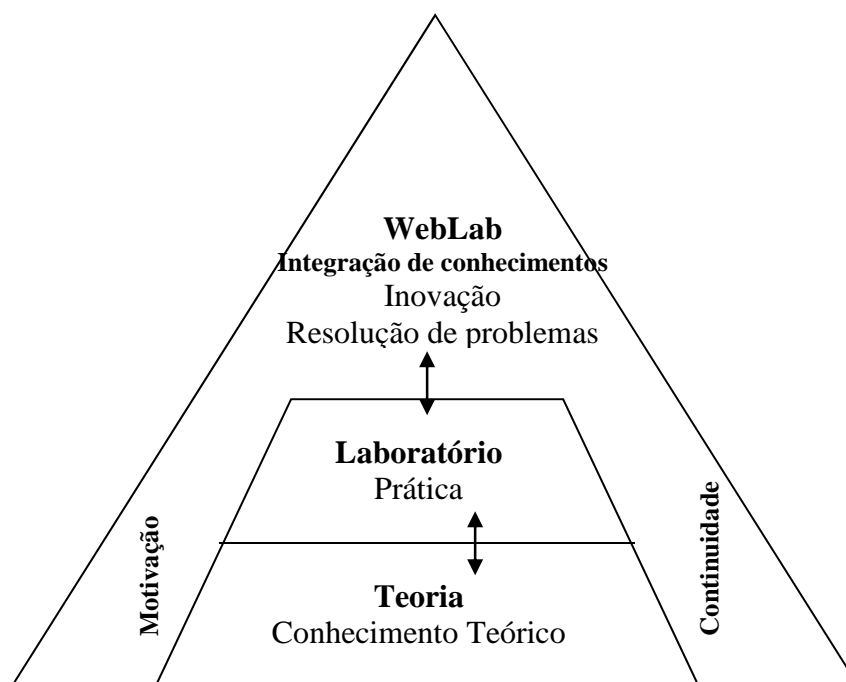 WebLab
Integração de conhecimentos
Inovação
Resolução de problemas
Laboratório
Prática
Motivação
Continuidade
Teoria
Conhecimento Teórico